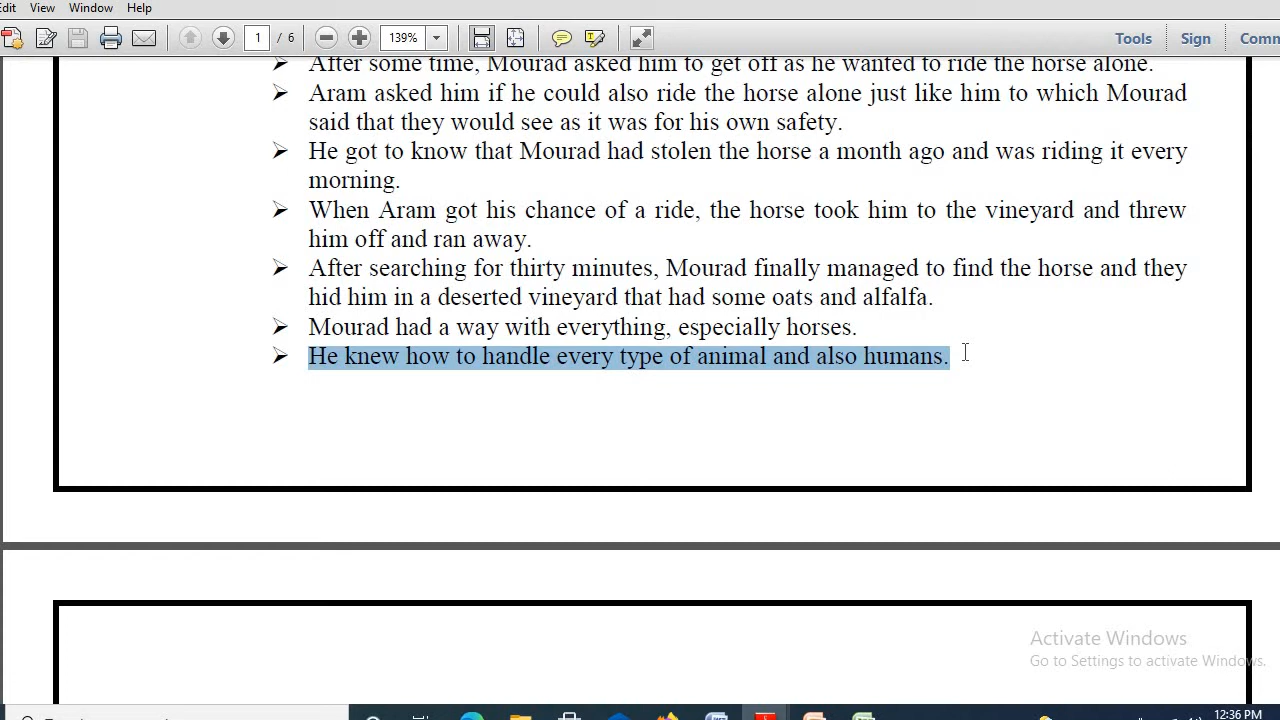 Edit View Window Help
1 / 6 139% Tools Sign Comm
After some time, Mourad asked him to get off as he wanted to ride the horse alone.
Aram asked him if he could also ride the horse alone just like him to which Mourad
said that they would see as it was for his own safety.
He got to know that Mourad had stolen the horse a month ago and was riding it every
morning.
When Aram got his chance of a ride, the horse took him to the vineyard and threw
him off and ran away.
After searching for thirty minutes, Mourad finally managed to find the horse and they
hid him in a deserted vineyard that had some oats and alfalfa.
Mourad had a way with everything, especially horses.
He knew how to handle every type of animal and also humans.
Activate Windows
Go to Settings to activate Windows.
12:36 PM